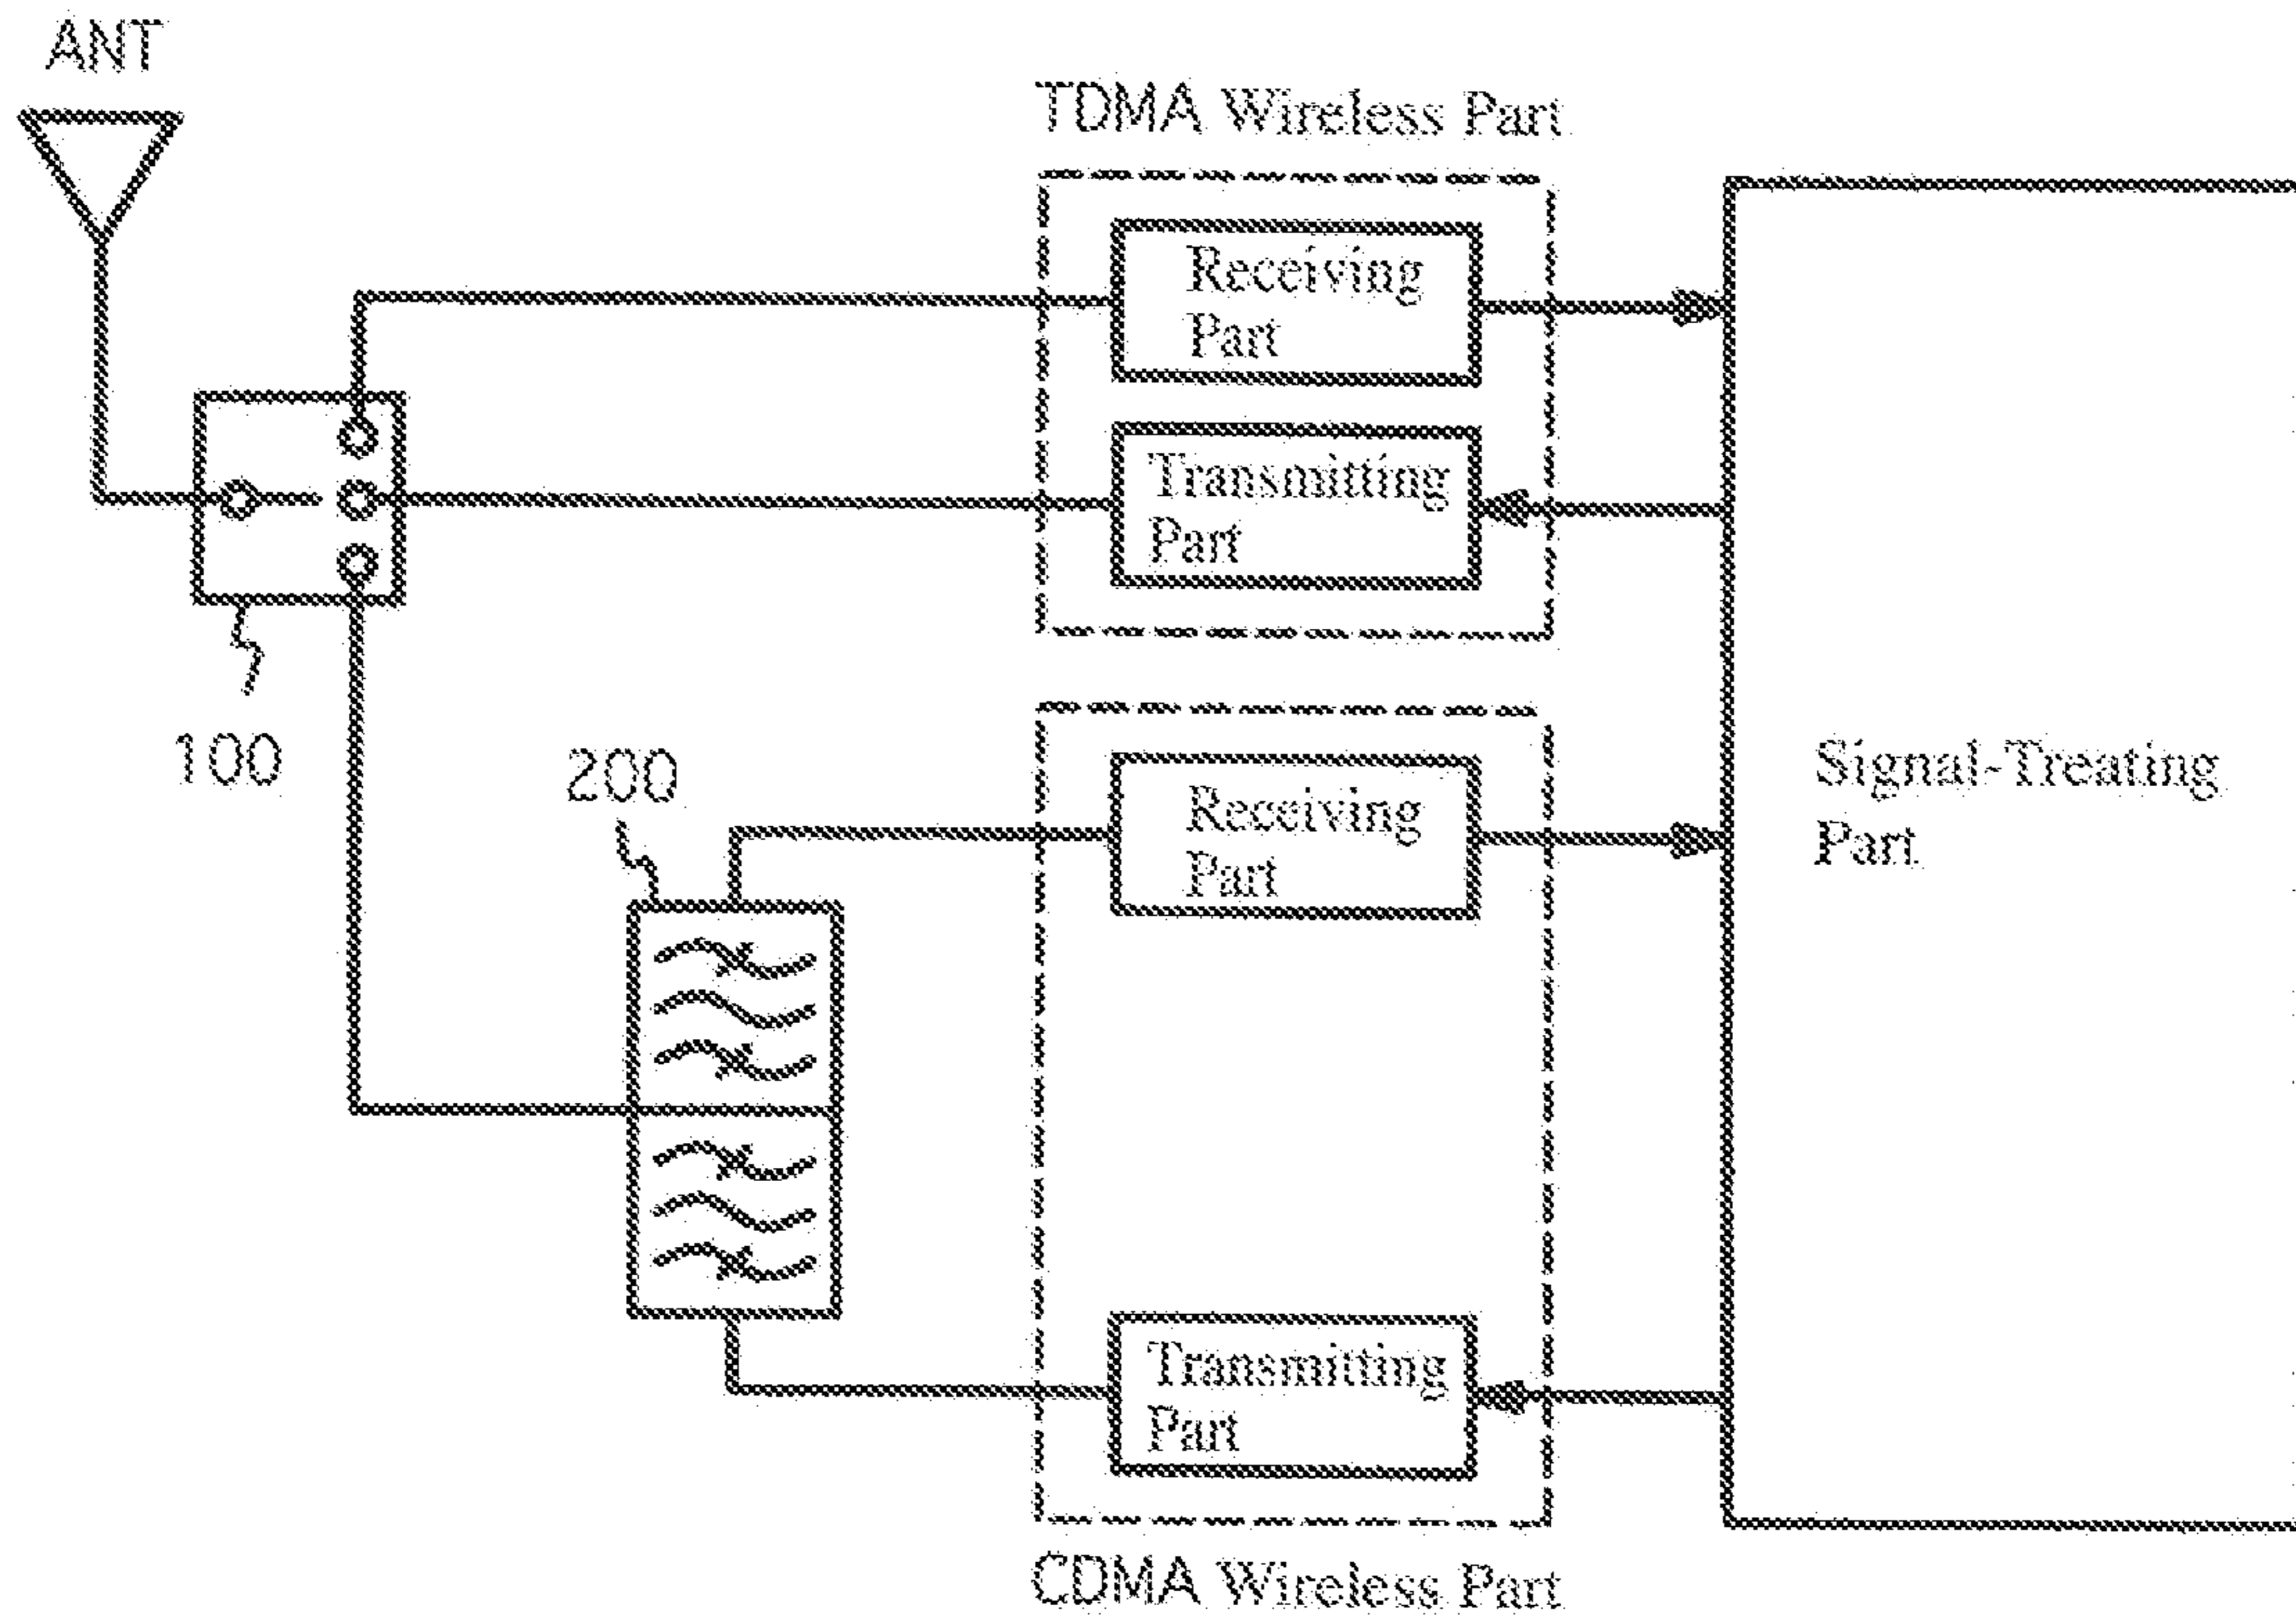 ANT
TDMA Wireless Part
Receiving
Part
Transmitting
Part
100
200
Receiving
Part
Signal-Treating
Part
Transmitting
Part
CDMA Wireless Part